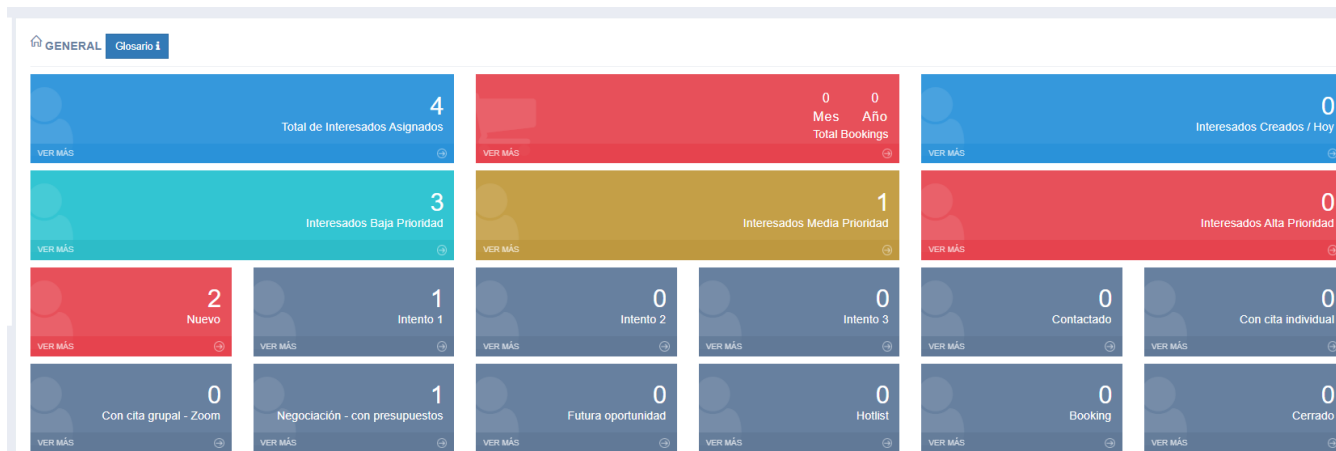 GENERAL Glosario i
4
Total de Interesados Asignados
VER MÁS
0 0
Mes Año
Total Bookings
VER MÁS
0
Interesados Creados / Hoy
VER MÁS
3
Interesados Baja Prioridad
VER MÁS
1
Interesados Media Prioridad
VER MÁS
0
Interesados Alta Prioridad
VER MÁS
2
Nuevo
VER MÁS
1
Intento 1
VER MÁS
0
Intento 2
VER MÁS
0
Intento 3
VER MÁS
0
Contactado
VER MÁS
0
Con cita individual
VER MÁS
0
Con cita grupal - Zoom
VER MÁS
1
Negociación - con presupuestos
VER MÁS
0
Futura oportunidad
VER MÁS
0
Hotlist
VER MÁS
0
Booking
VER MÁS
0
Cerrado
VER MÁS